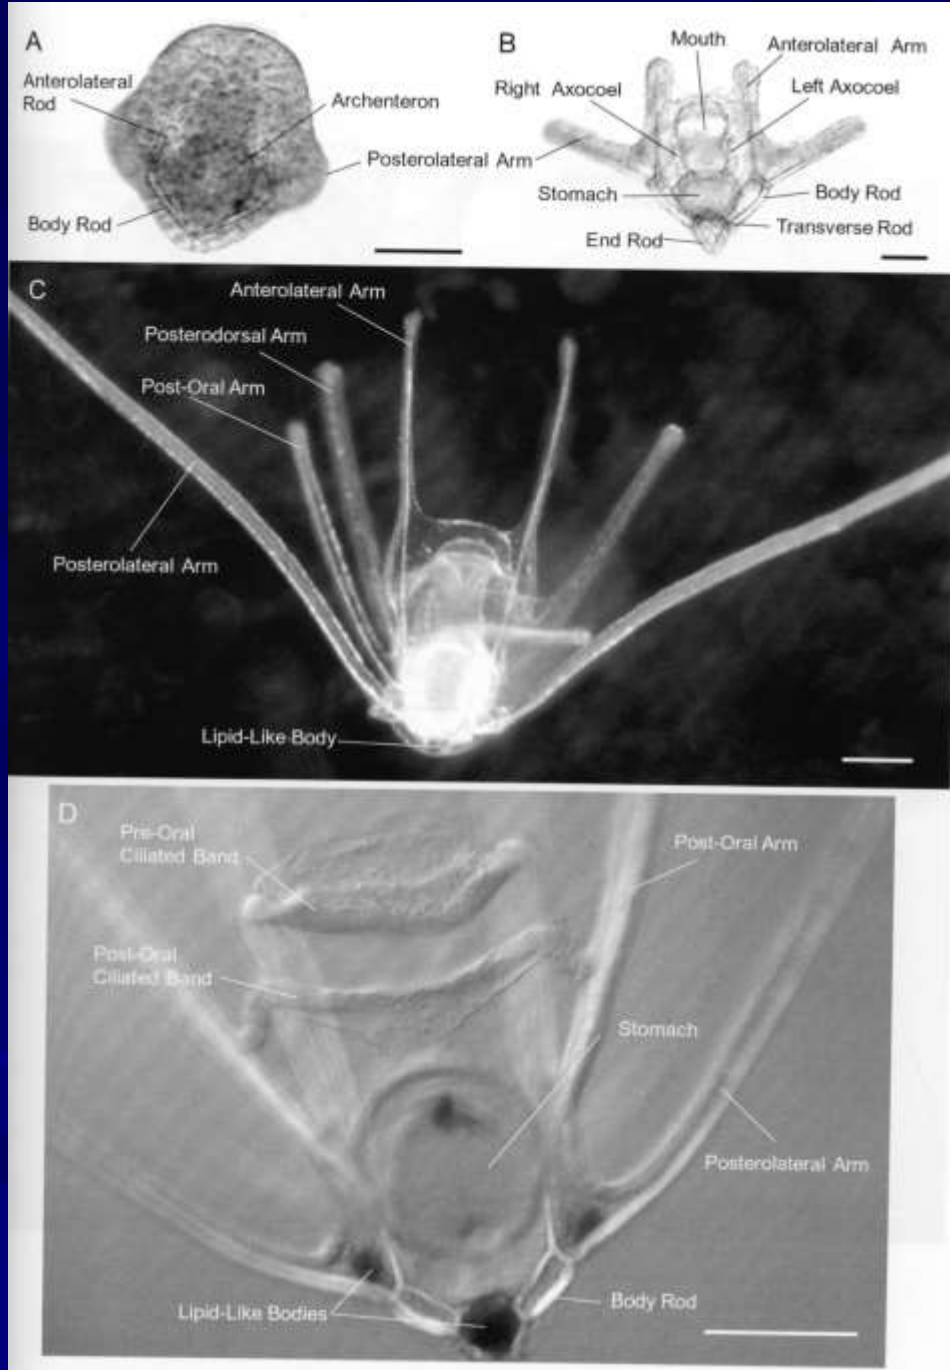 A
Anterolateral
Rod
Archenteron
Posterolateral Arm
Body Rod
B
Mouth
Anterolateral Arm
Right Axocoel
Left Axocoel
Stomach
Body Rod
Transverse Rod
End Rod
C
Anterolateral Arm
Posterodorsal Arm
Post-Oral Arm
Posterolateral Arm
Lipid-Like Body
D
Pre-Oral
Ciliated Band
Post-Oral Arm
Post-Oral
Ciliated Band
Stomach
Posterolateral Arm
Lipid-Like Bodies
Body Rod